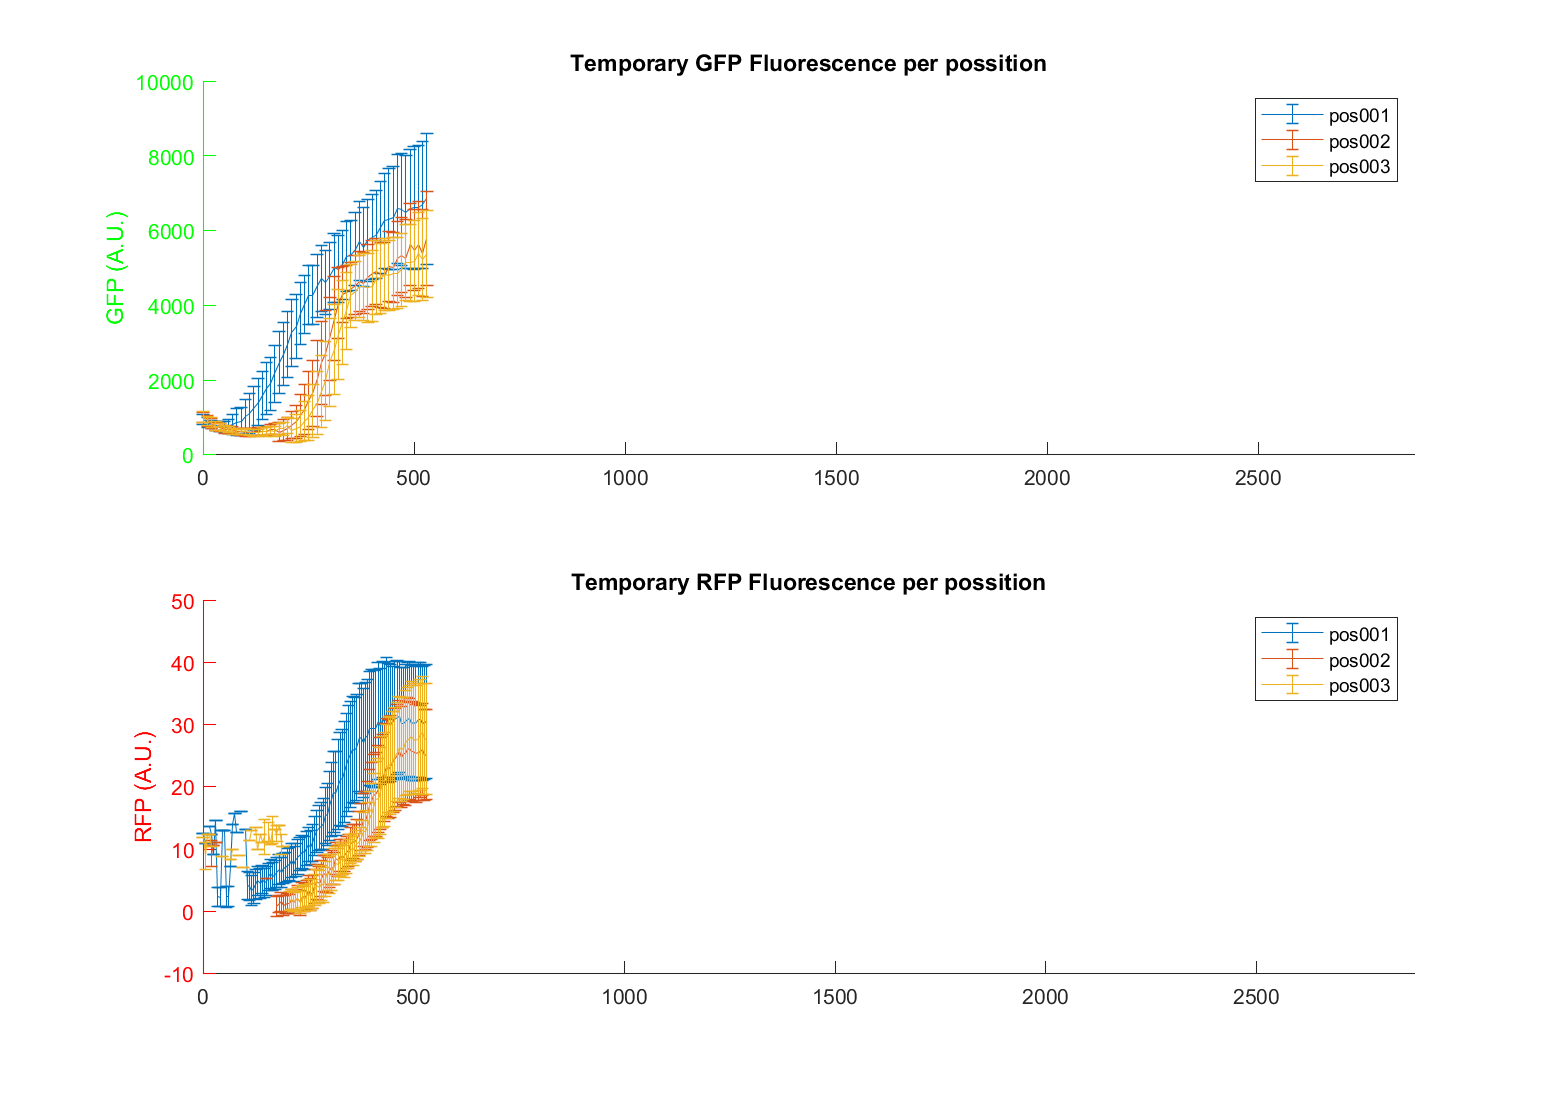 Temporary GFP Fluorescence per possition
10000
8000
6000
4000
2000
0
GFP (A.U.)
pos001
pos002
pos003
0 500 1000 1500 2000 2500
Temporary RFP Fluorescence per possition
50
40
30
20
10
0
-10
RFP (A.U.)
pos001
pos002
pos003
0 500 1000 1500 2000 2500